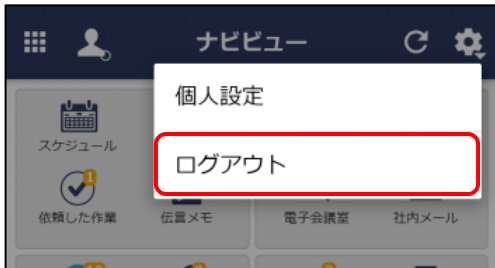 ナビビュー
個人設定
スケジュール
ログアウト
1
依頼した作業 伝言メモ 電子会議室 社内メール